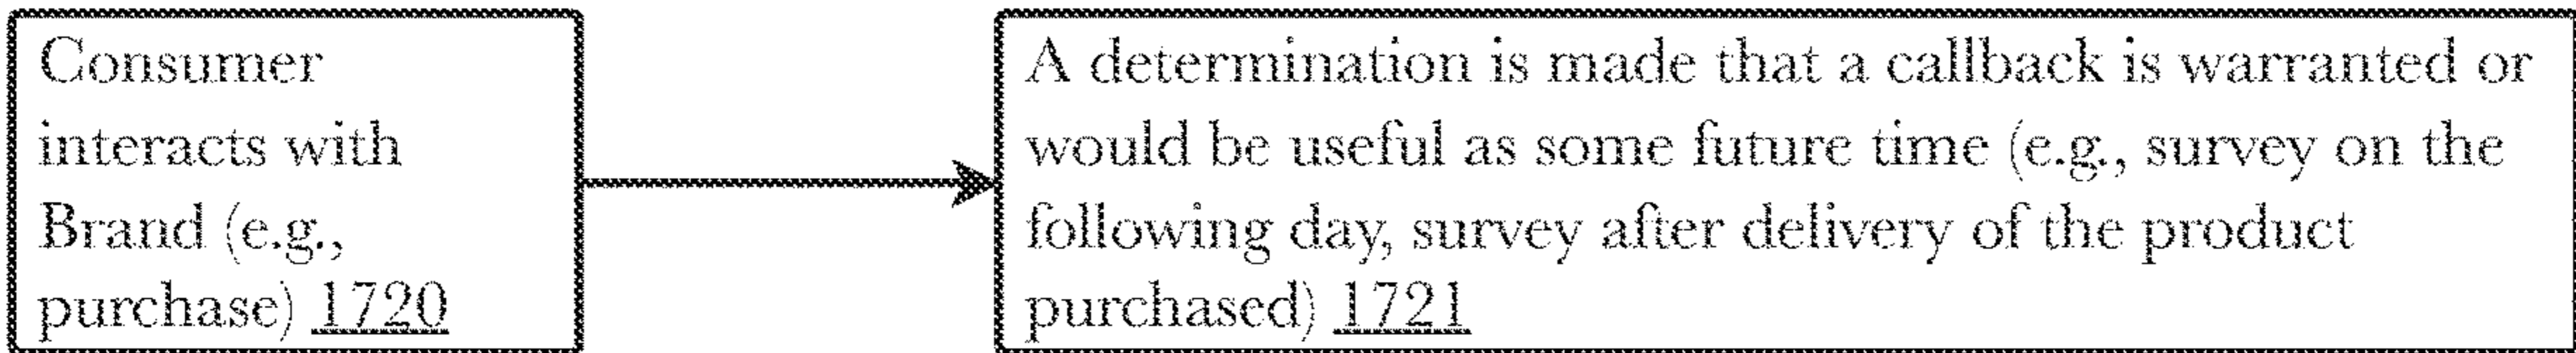 Consumer
interacts with
Brand (e.g.,
purchase) 1720
A determination is made that a callback is warranted or
would be useful as some future time (e.g., survey on the
following day, survey after delivery of the product
purchased) 1721